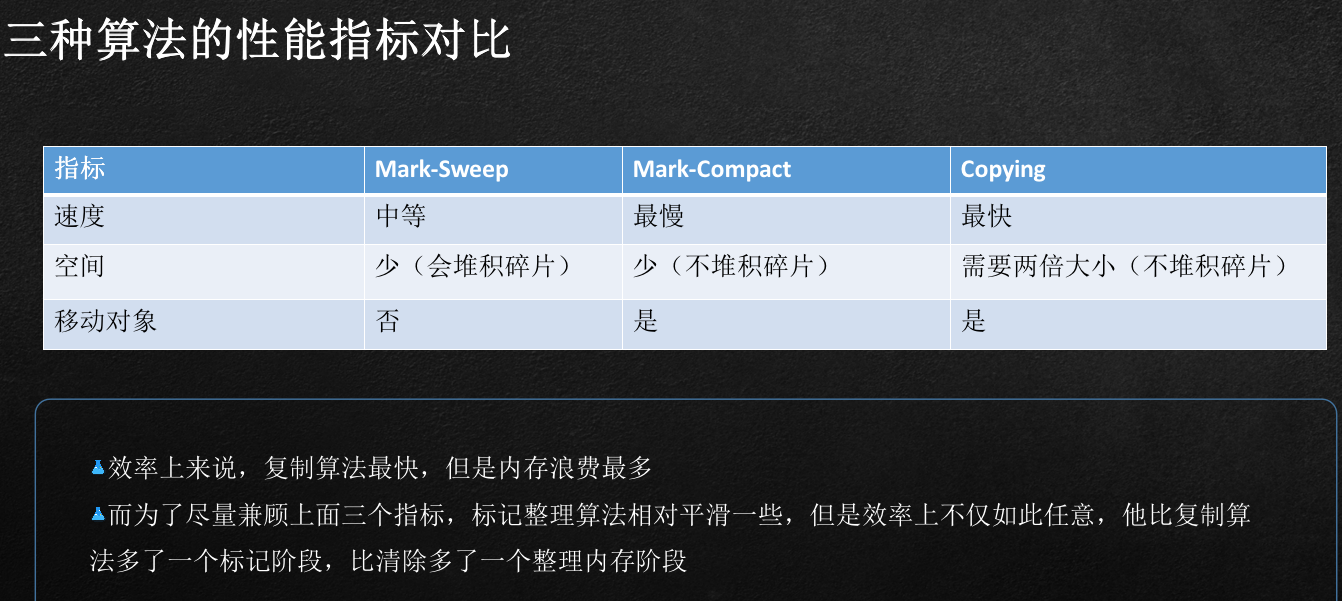 三种算法的性能指标对比
指标 Mark-Sweep Mark-Compact Copying
速度 中等 最慢 最快
空间 少（会堆积碎片） 少（不堆积碎片） 需要两倍大小（不堆积碎片）
移动对象 否 是 是
效率上来说，复制算法最快，但是内存浪费最多
而为了尽量兼顾上面三个指标，标记整理算法相对平滑一些，但是效率上不仅如此任意，他比复制算
法多了一个标记阶段，比清除多了一个整理内存阶段